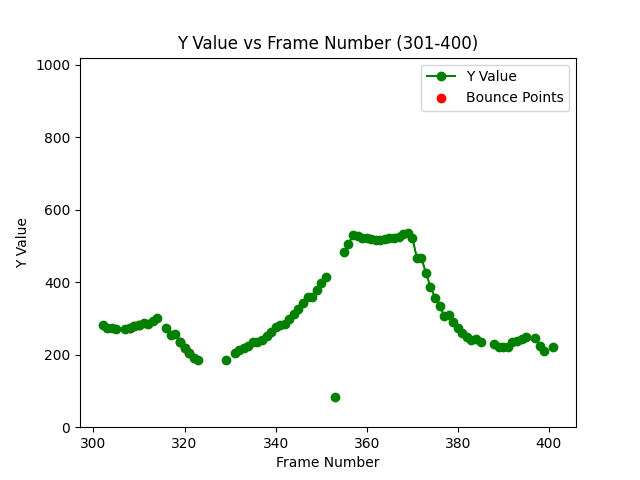 Y Value vs Frame Number (301-400)
Y Value
Bounce Points
1000
800
600
400
200
0
Y Value
300 320 340 360 380 400
Frame Number